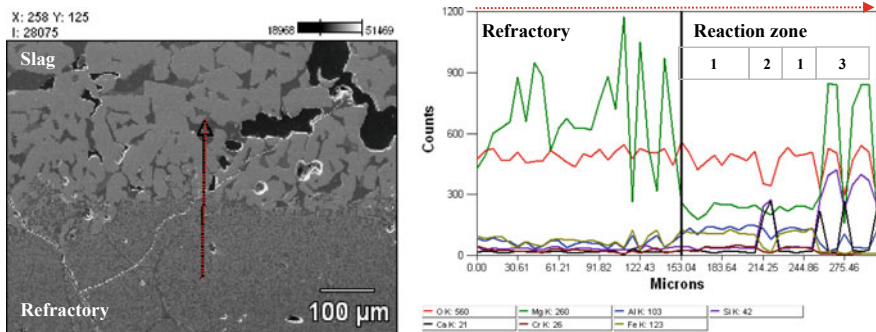 X: 258 Y: 125
I: 28075
18968 51469
Slag
Refractory
100 µm
1200
900
600
300
0
Counts
Refractory Reaction zone
1 2 1 3
0.00 30.61 61.21 91.82 122.43 153.04 183.64 214.25 244.86 275.46
Microns
O K: 560 Mg K: 260 Al K: 103 Si K: 42
Ca K: 21 Cr K: 26 Fe K: 123